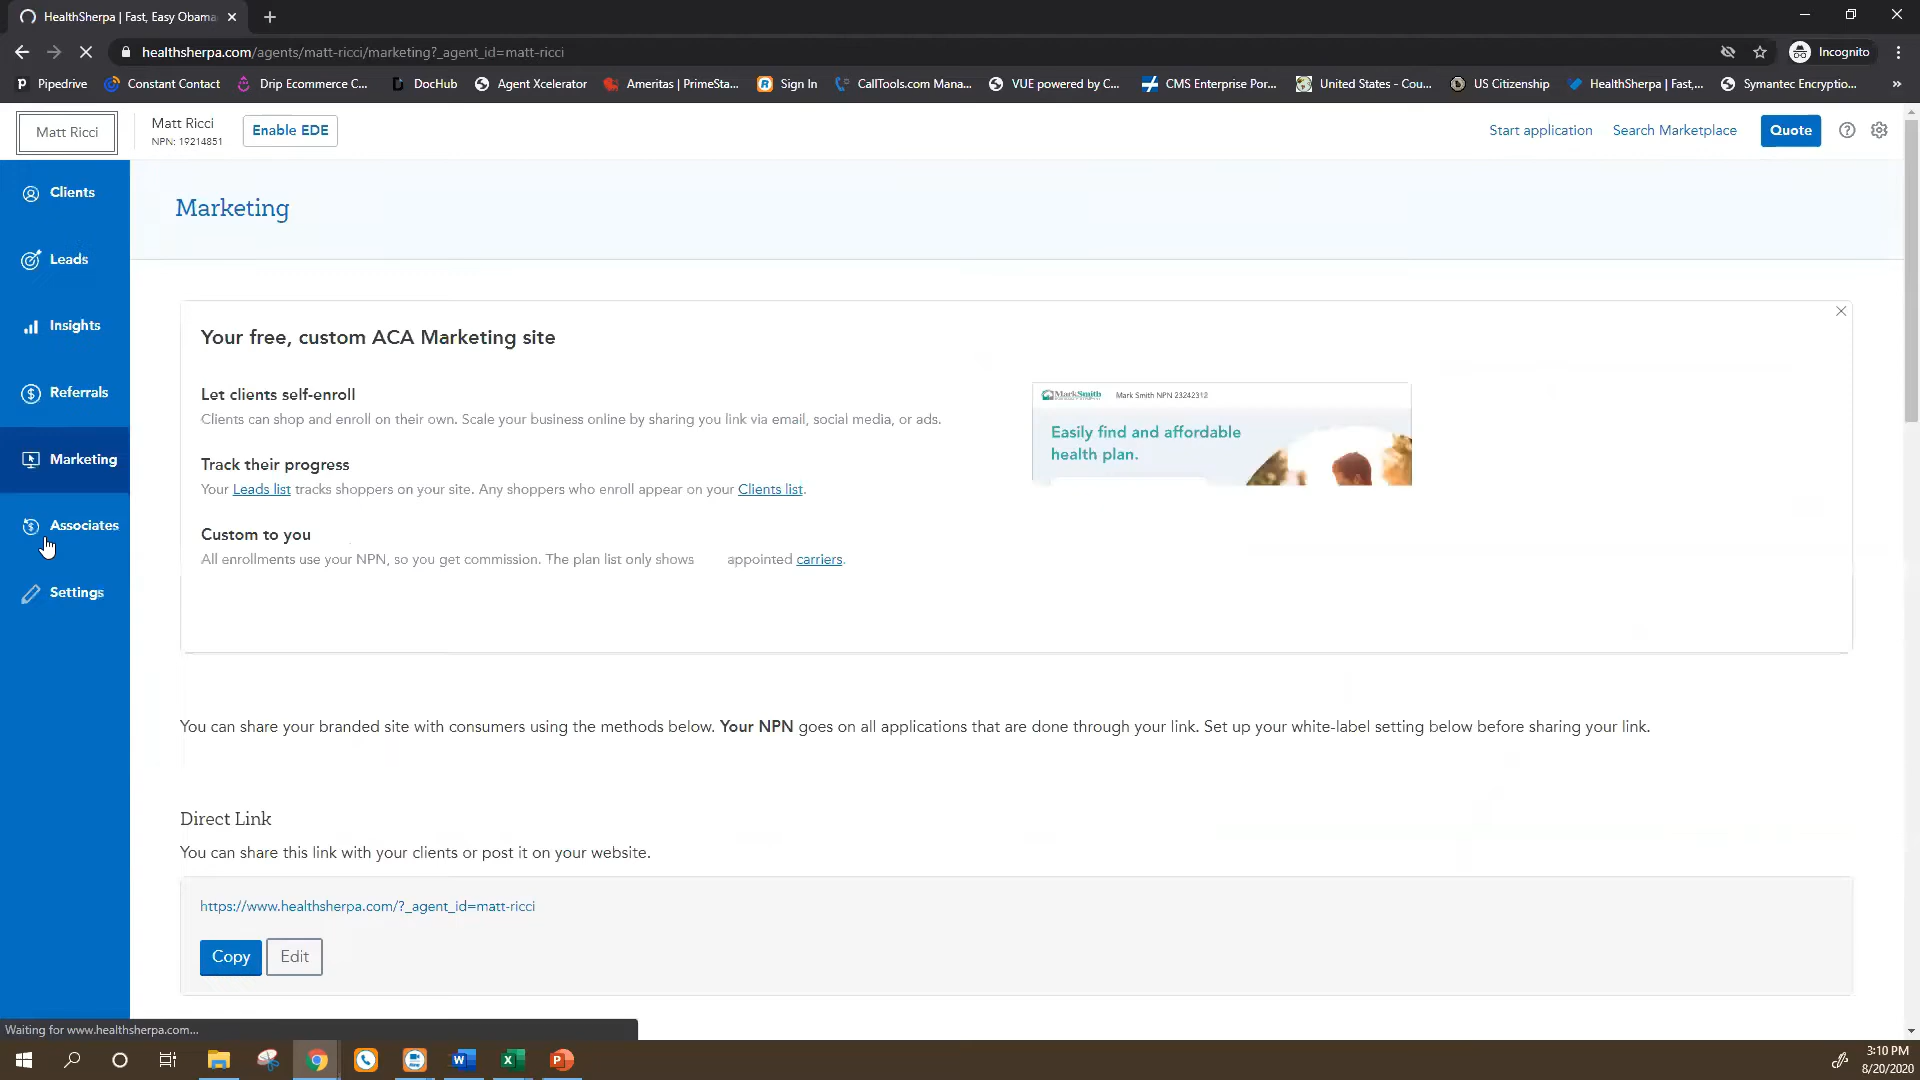 HealthSherpa | Fast, Easy Obama
healthsherpa.com/agents/matt-ricci/marketing?_agent_id=matt-ricci
Incognito
Pipedrive
Constant Contact
Drip Ecommerce C...
DocHub
Agent Xcelerator
Ameritas | PrimeSta...
Sign In
CallTools.com Mana...
VUE powered by C...
CMS Enterprise Por...
United States - Cou...
US Citizenship
HealthSherpa | Fast,...
Symantec Encryptio...
Matt Ricci
Matt Ricci
NPN: 19214851
Enable EDE
Start application
Search Marketplace
Quote
Clients
Leads
Insights
Referrals
Marketing
Associates
Settings
Marketing
Your free, custom ACA Marketing site
Let clients self-enroll
Clients can shop and enroll on their own. Scale your business online by sharing you link via email, social media, or ads.
Track their progress
Your Leads list tracks shoppers on your site. Any shoppers who enroll appear on your Clients list.
Custom to you
All enrollments use your NPN, so you get commission. The plan list only shows appointed carriers.
MarkSmith
Mark Smith NPN 23242312
Easily find and affordable
health plan.
You can share your branded site with consumers using the methods below. Your NPN goes on all applications that are done through your link. Set up your white-label setting below before sharing your link.
Direct Link
You can share this link with your clients or post it on your website.
https://www.healthsherpa.com/?_agent_id=matt-ricci
Copy
Edit
Waiting for www.healthsherpa.com...
3:10 PM
8/20/2020